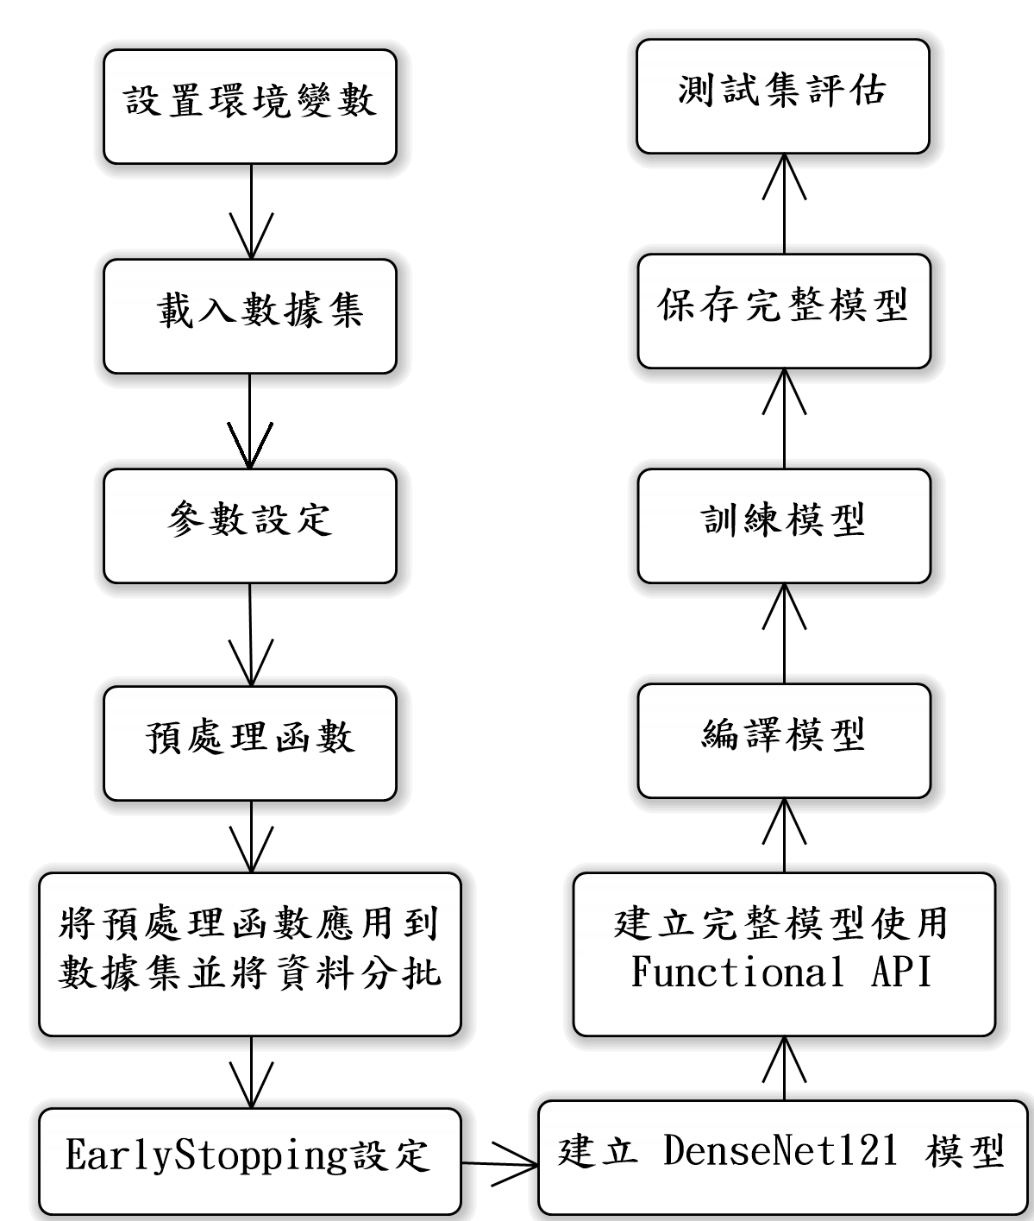 設置環境變數
載入數據集
參數設定
預處理函數
將預處理函數應用到
數據集並將資料分批
EarlyStopping設定
建立 DenseNet121 模型
建立完整模型使用
Functional API
編譯模型
訓練模型
保存完整模型
測試集評估